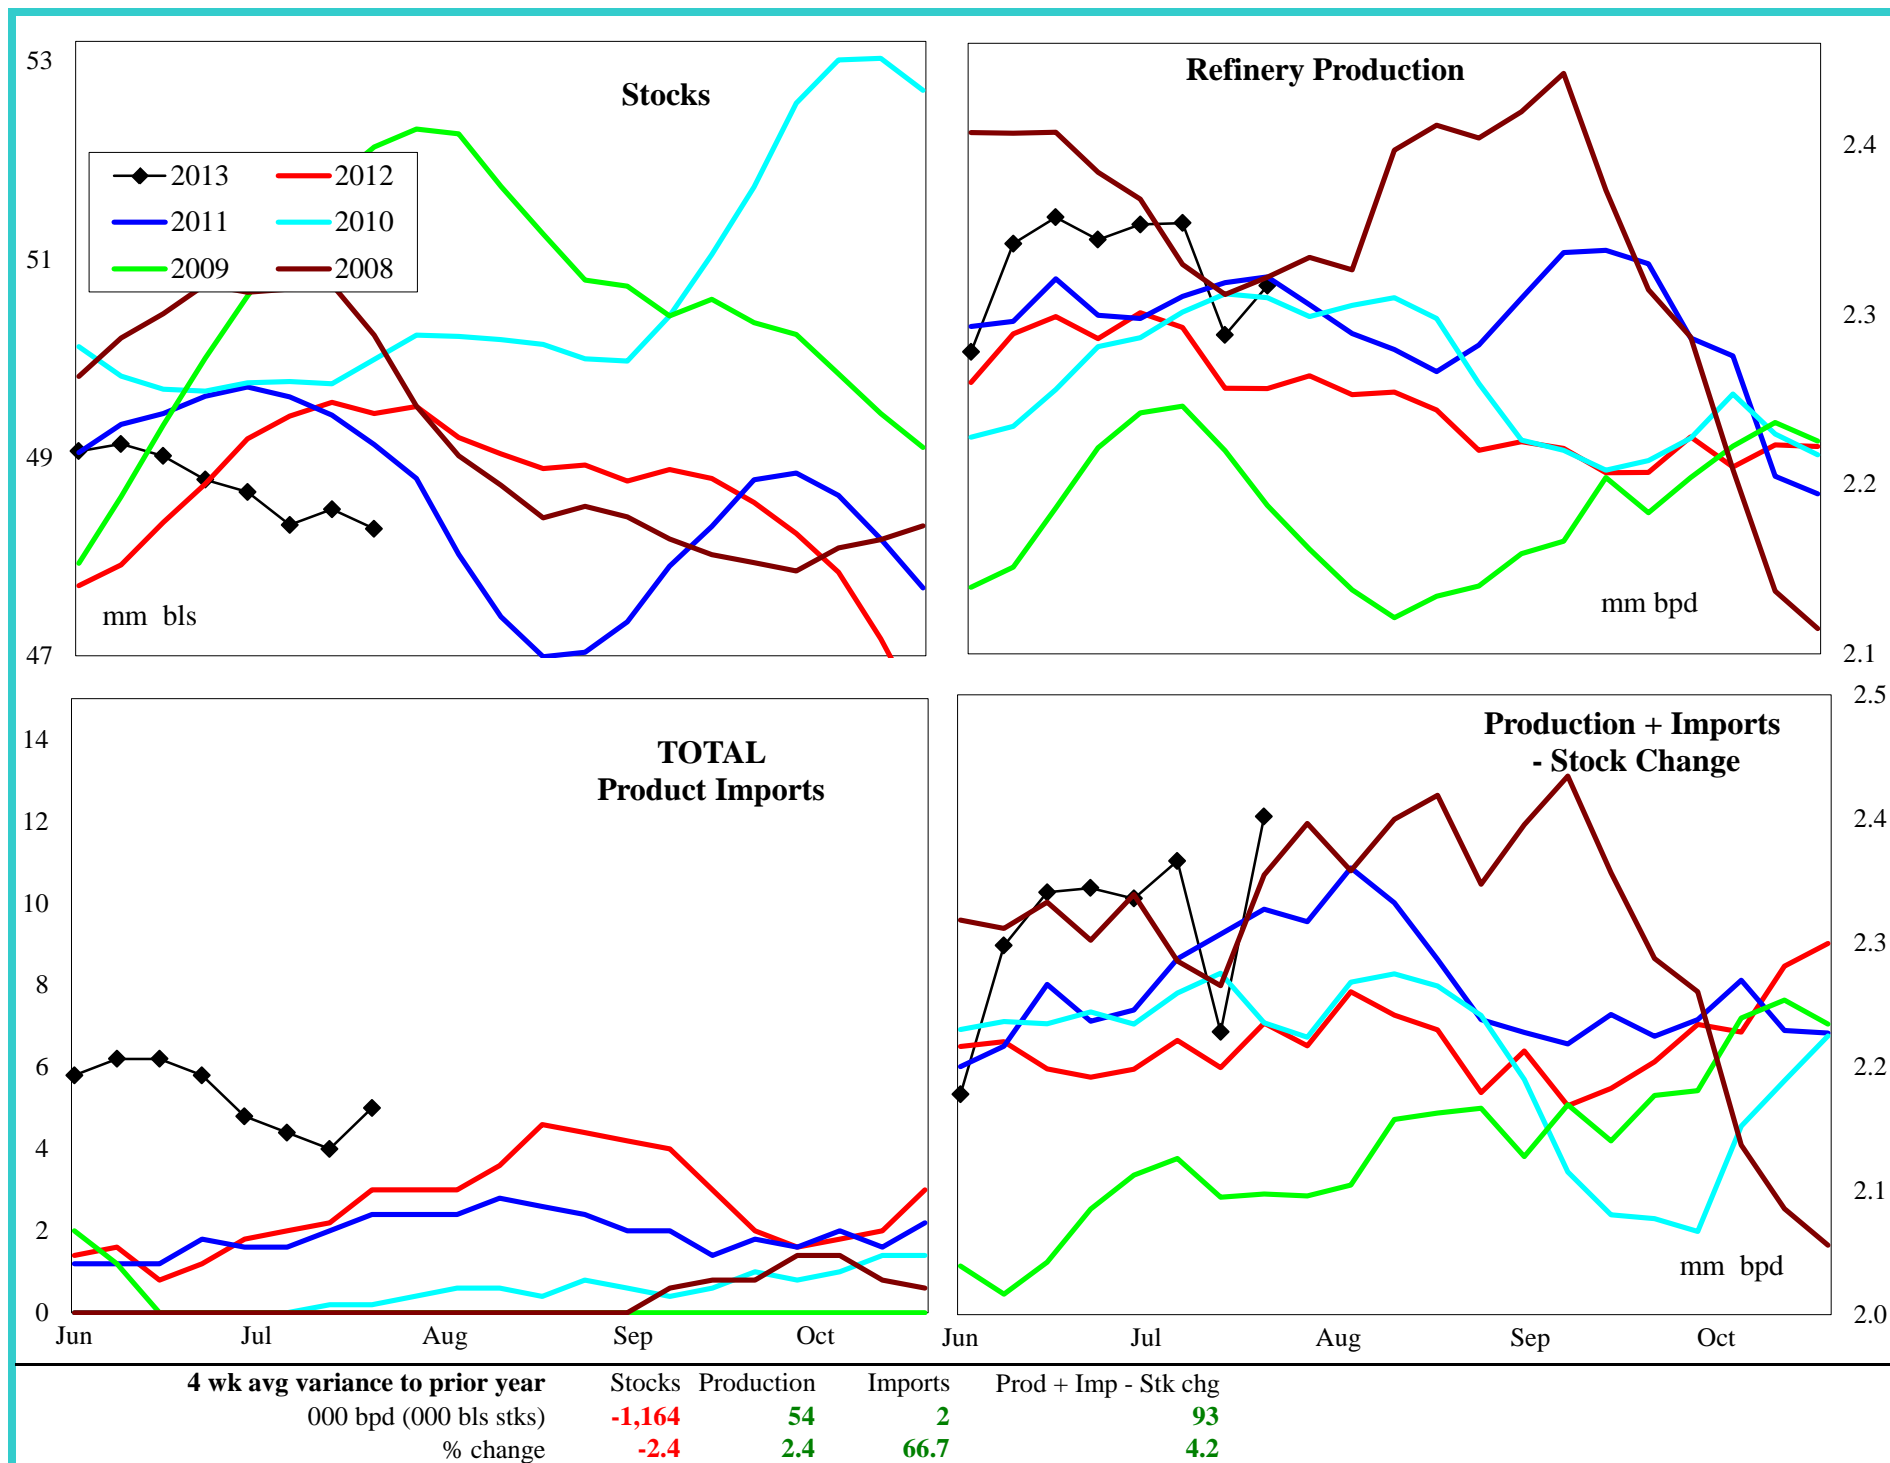 Stocks
53
51
49
47
2013 2012
2011 2010
2009 2008
mm bls
Refinery Production
2.4
2.3
2.2
2.1
mm bpd
TOTAL
Product Imports
14
12
10
8
6
4
2
0
Jun Jul Aug Sep Oct
Production + Imports
- Stock Change
2.5
2.4
2.3
2.2
2.1
2.0
mm bpd
Jun Jul Aug Sep Oct
4 wk avg variance to prior year Stocks Production Imports Prod + Imp - Stk chg
000 bpd (000 bls stks) -1,164 54 2 93
% change -2.4 2.4 66.7 4.2